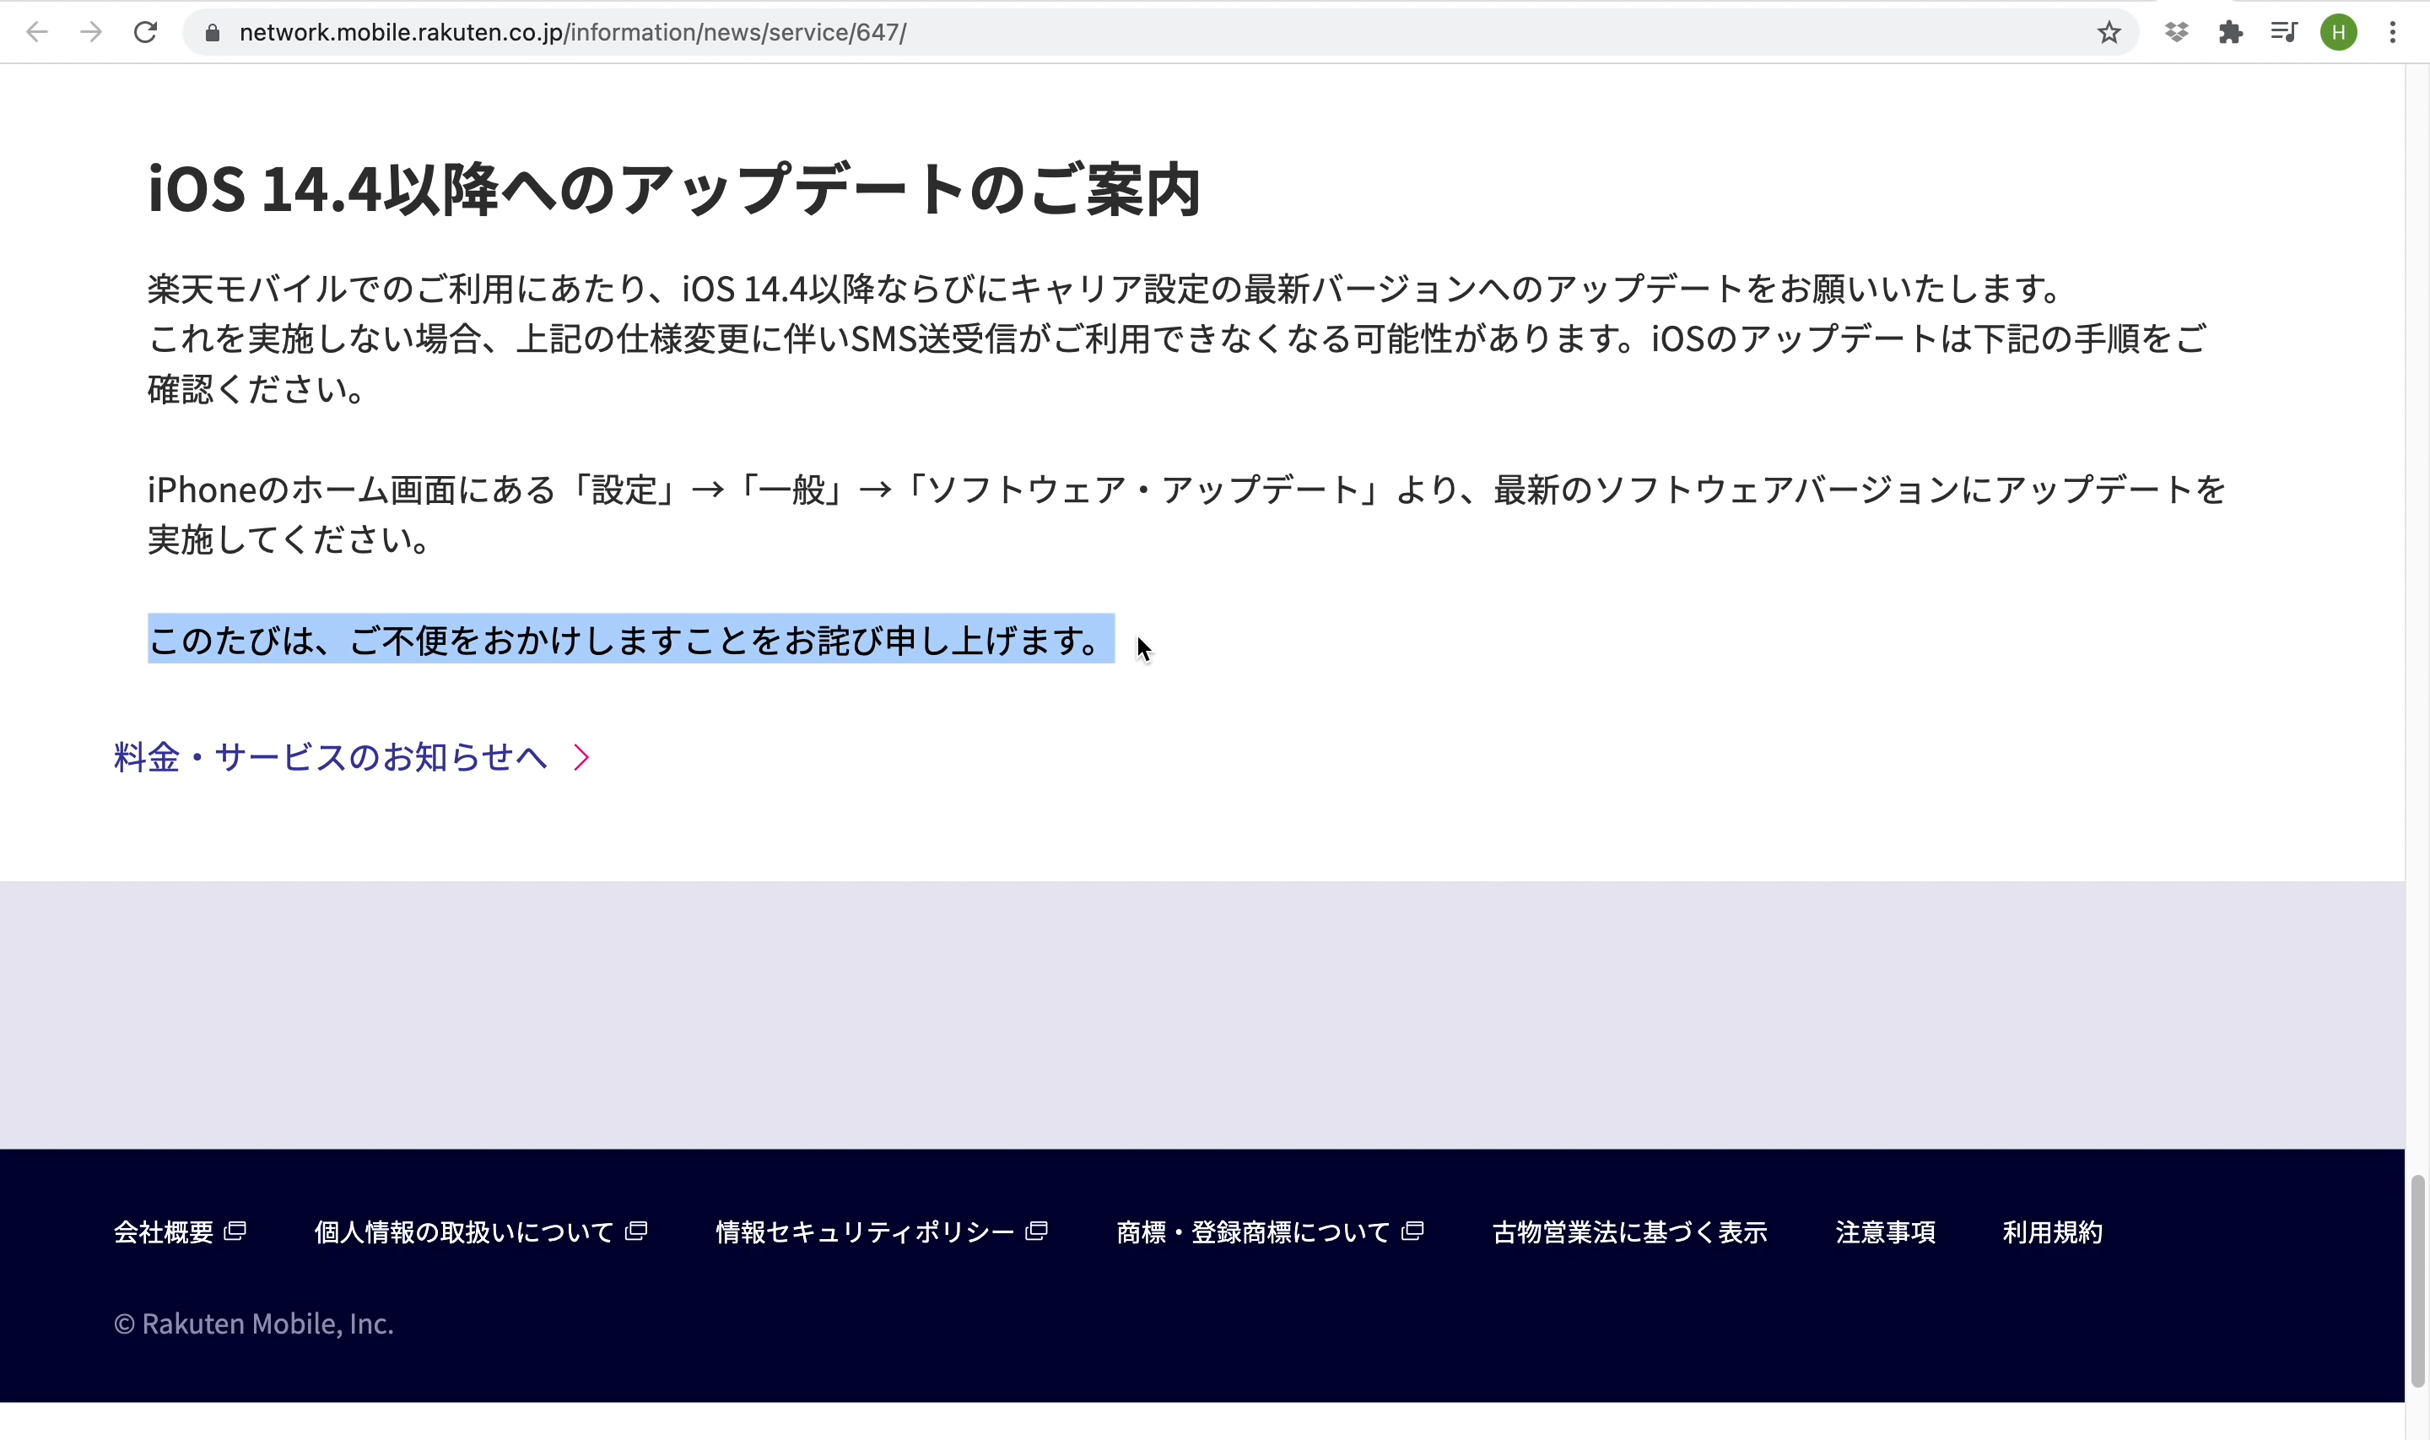 network.mobile.rakuten.co.jp/information/news/service/647/
H
iOS 14.4以降へのアップデートのご案内
楽天モバイルでのご利用にあたり、iOS 14.4以降ならびにキャリア設定の最新バージョンへのアップデートをお願いいたします。
これを実施しない場合、上記の仕様変更に伴いSMS送受信がご利用できなくなる可能性があります。iOSのアップデートは下記の手順をご
確認ください。
iPhoneのホーム画面にある「設定」→「一般」→「ソフトウェア・アップデート」より、最新のソフトウェアバージョンにアップデートを
実施してください。
このたびは、ご不便をおかけしますことをお詫び申し上げます。
料金・サービスのお知らせへ
会社概要 個人情報の取扱いについて 情報セキュリティポリシー 商標・登録商標について 古物営業法に基づく表示 注意事項 利用規約
© Rakuten Mobile, Inc.